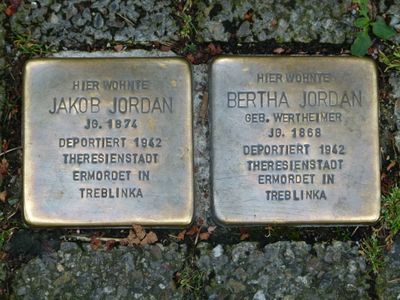 HIER WOHNTE
JAKOB JORDAN
JG. 1874
DEPORTIERT 1942
THERESIENSTADT
ERMORDET IN
TREBLINKA
HIER WOHNTE
BERTHA JORDAN
GEB. WERTHEIMER
JG. 1868
DEPORTIERT 1942
THERESIENSTADT
ERMORDET IN
TREBLINKA